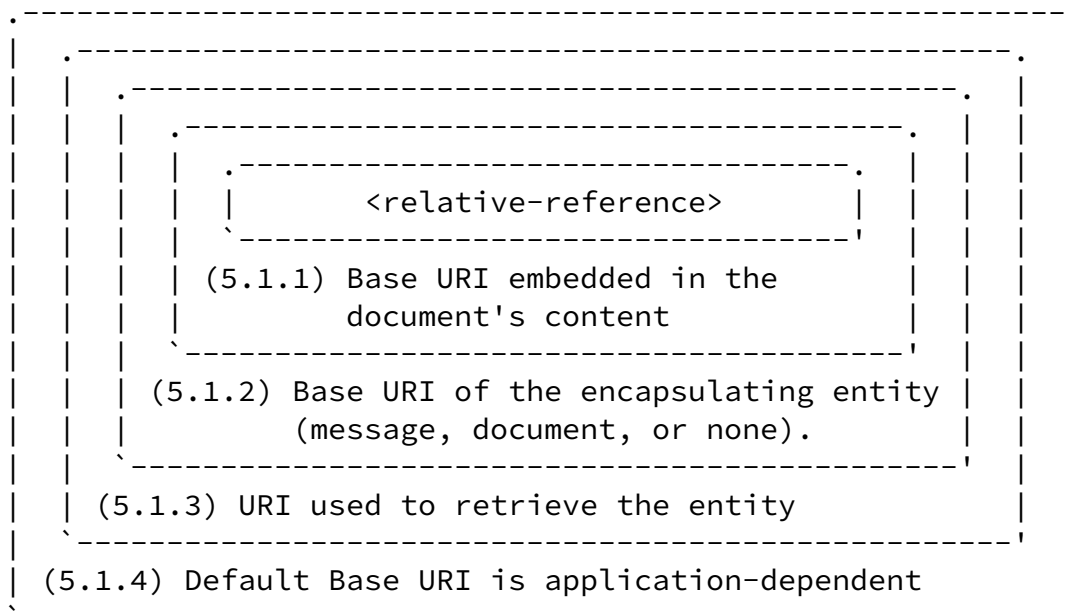 <relative-reference>
(5.1.1) Base URI embedded in the
document's content
(5.1.2) Base URI of the encapsulating entity
(message, document, or none).
(5.1.3) URI used to retrieve the entity
(5.1.4) Default Base URI is application-dependent